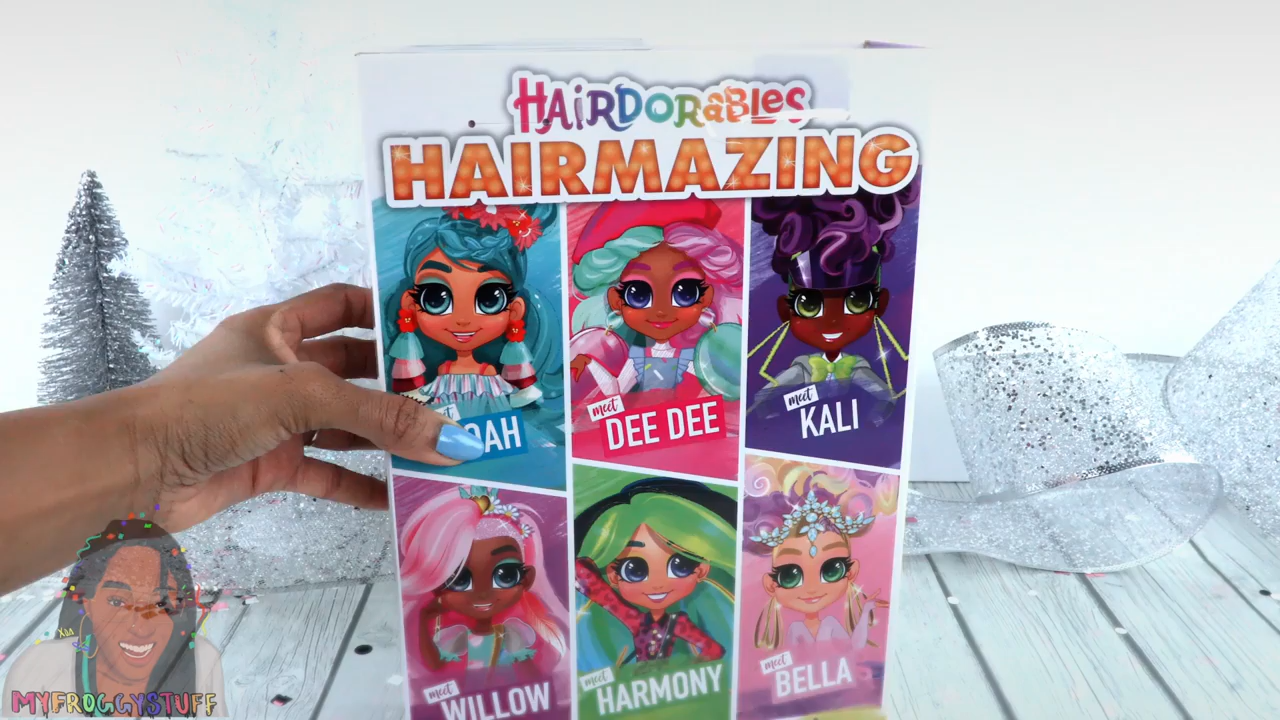 HAIRDORABLES
HAIRMAZING
meet
DEE DEE
meet
KALI
meet
WILLOW
meet
HARMONY
meet
BELLA
MYFROGGYSTUFF